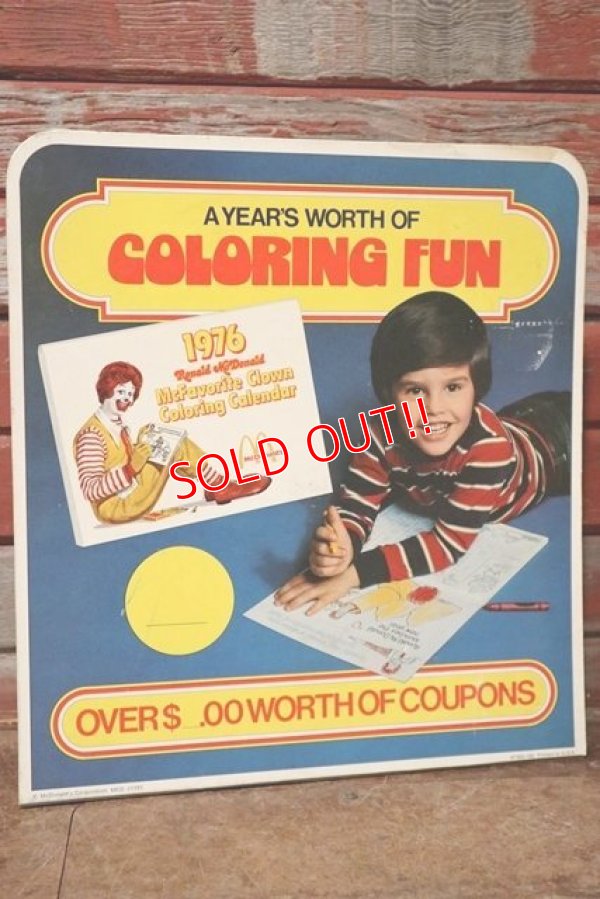 A YEAR'S WORTH OF
COLORING FUN
1976
Ronald McDonald
McFavorite Clown
Coloring Calendar
SOLD OUT!!
OVER $ .00 WORTH OF COUPONS